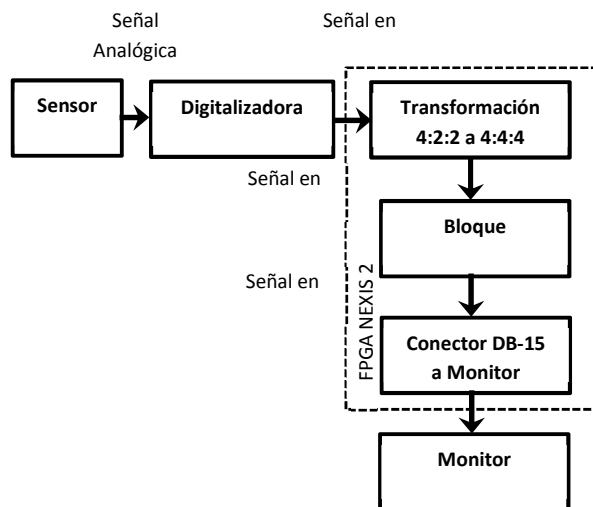 Señal
Analógica
Señal en
Sensor
Digitalizadora
Transformación
4:2:2 a 4:4:4
Señal en
Bloque
Señal en
FPGA NEXIS 2
Conector DB-15
a Monitor
Monitor